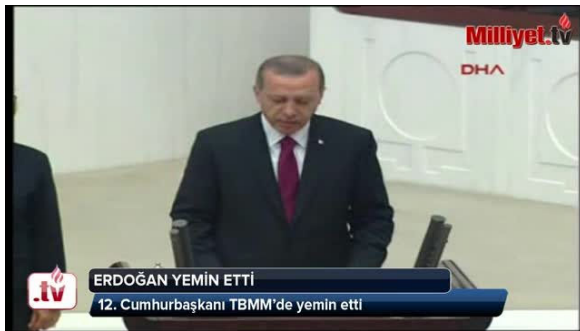 Milliyet.tv
DHA
ERDOĞAN YEMİN ETTİ
12. Cumhurbaşkanı TBMM'de yemin etti
.tv